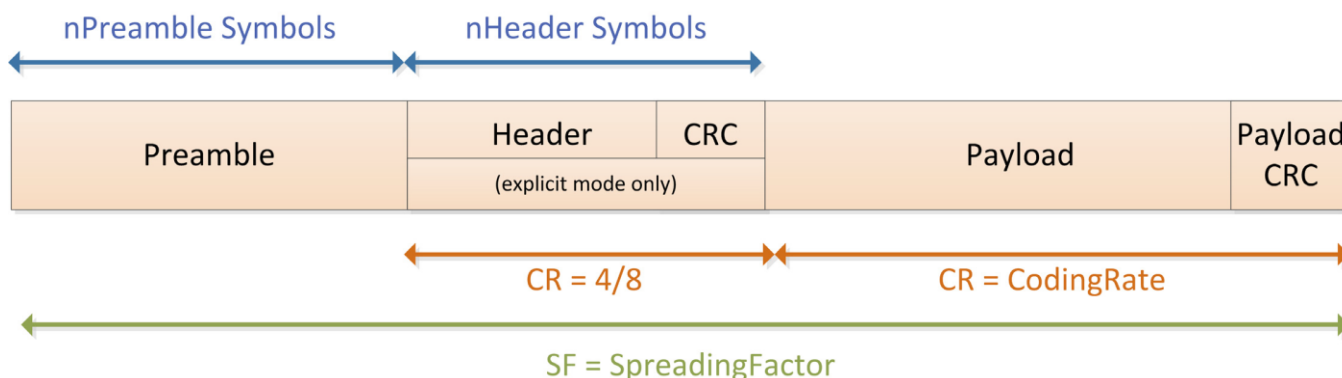 nPreamble Symbols
nHeader Symbols
Preamble
Header
CRC
(explicit mode only)
Payload
Payload
CRC
CR = 4/8
CR = CodingRate
SF = SpreadingFactor